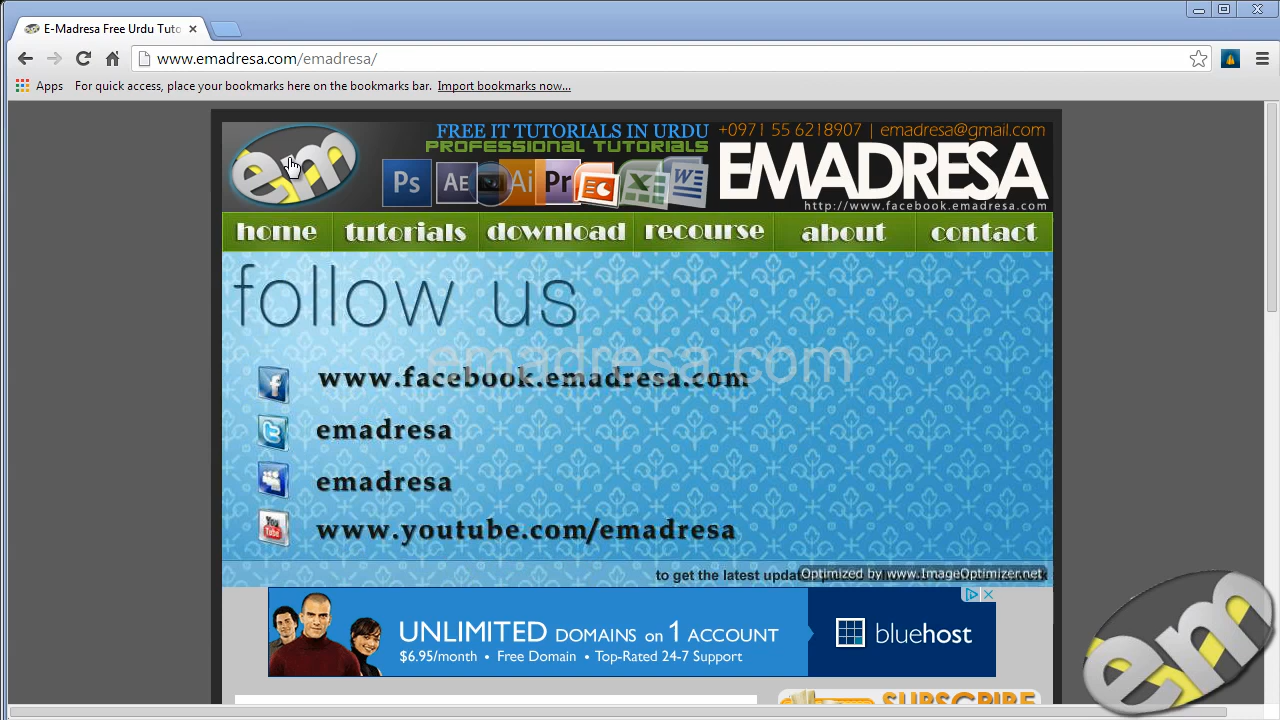 E-Madresa Free Urdu Tuto
www.emadresa.com/emadresa/
Apps For quick access, place your bookmarks here on the bookmarks bar. Import bookmarks now...
em
FREE IT TUTORIALS IN URDU
PROFESSIONAL TUTORIALS
Ps AE Ai Pr
+0971 55 6218907 | emadresa@gmail.com
EMADRESA
http://www.facebook.emadresa.com
home tutorials download recourse about contact
follow us
emadresa.com
www.facebook.emadresa.com
emadresa
emadresa
You Tube www.youtube.com/emadresa
to get the latest
Optimized by www.ImageOptimizer.net
UNLIMITED DOMAINS on 1 ACCOUNT
$6.95/month • Free Domain • Top-Rated 24-7 Support
bluehost
SUBSCRIBE
em